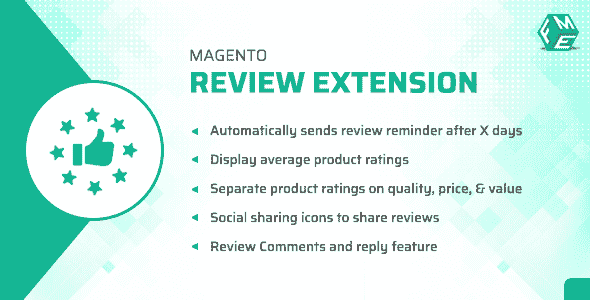 FME
MAGENTO
REVIEW EXTENSION
Automatically sends review reminder after X days
Display average product ratings
Separate product ratings on quality, price, & value
Social sharing icons to share reviews
Review Comments and reply feature